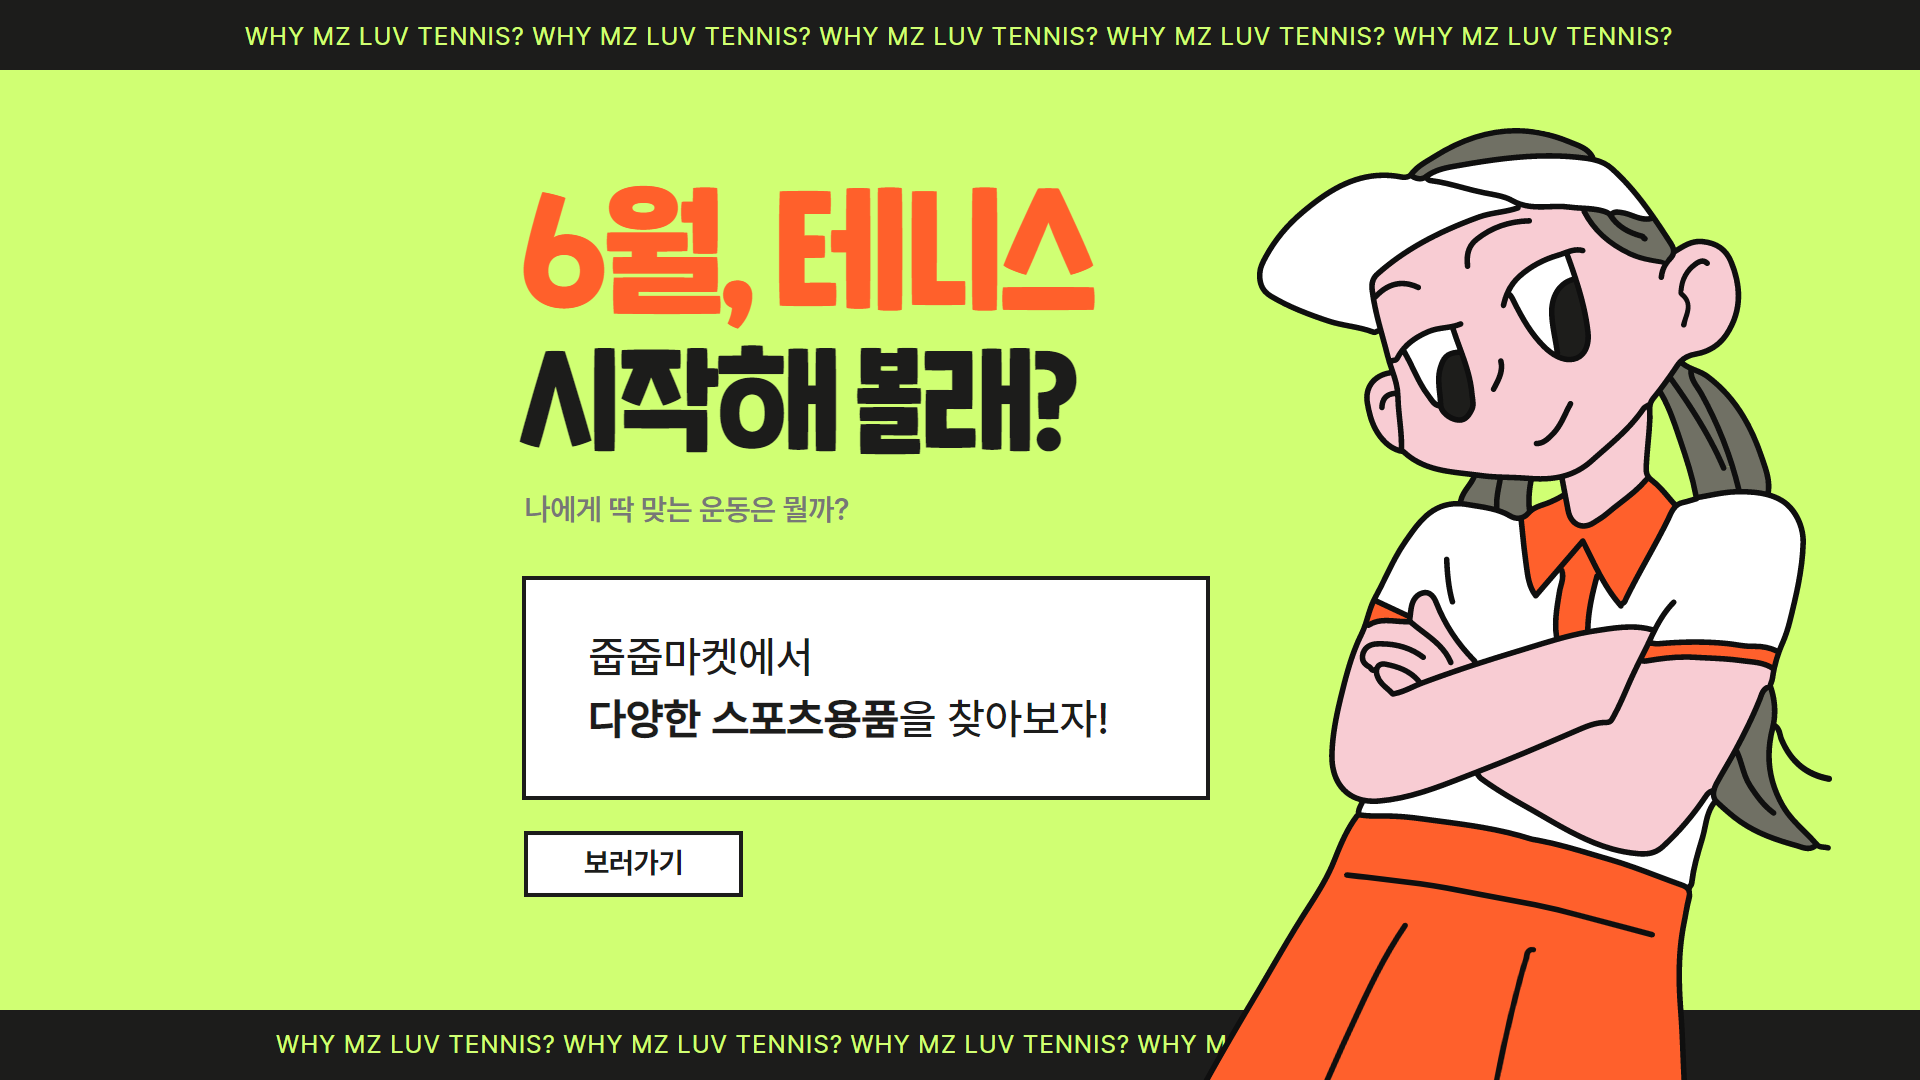 WHY MZ LUV TENNIS? WHY MZ LUV TENNIS? WHY MZ LUV TENNIS? WHY MZ LUV TENNIS? WHY MZ LUV TENNIS?
6월, 테니스
시작해 볼래?
나에게 딱 맞는 운동은 뭘까?
줍줍마켓에서
다양한 스포츠용품을 찾아보자!
보러가기
WHY MZ LUV TENNIS? WHY MZ LUV TENNIS? WHY MZ LUV TENNIS? WHY M